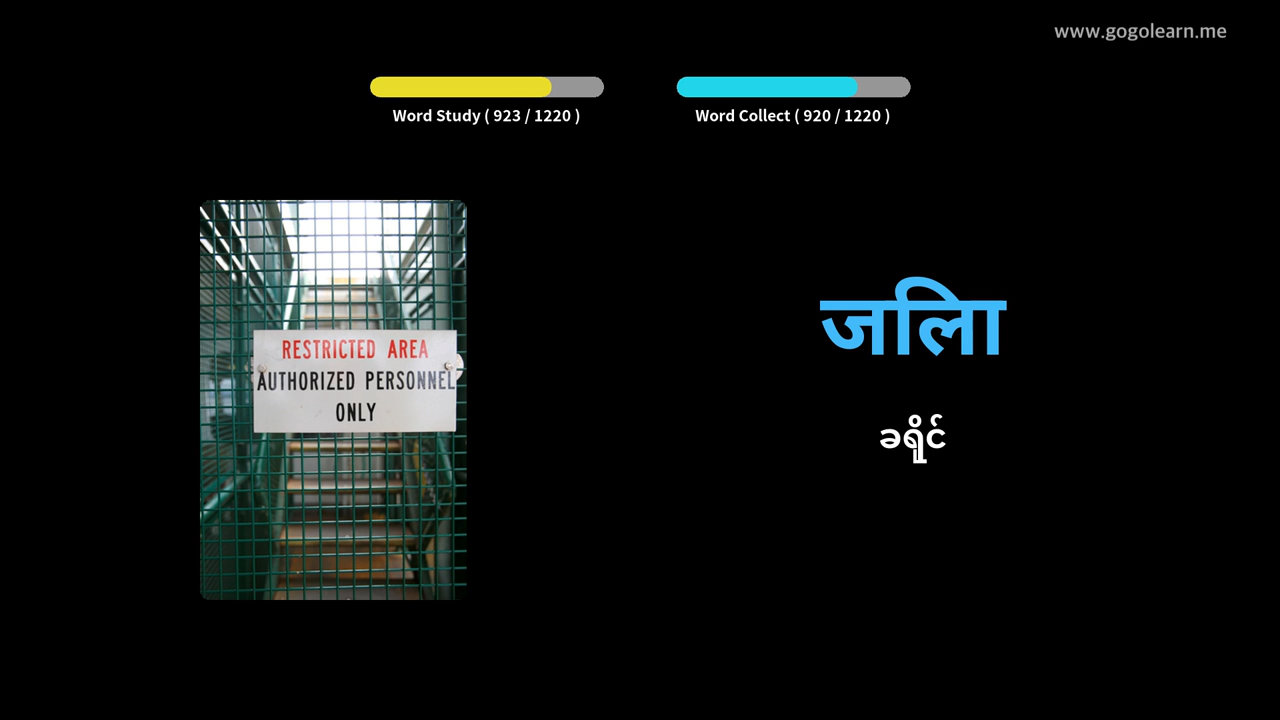 www.gogolearn.me
Word Study ( 923 / 1220 )
Word Collect ( 920 / 1220 )
RESTRICTED AREA
AUTHORIZED PERSONNEL
ONLY
जलिा
ခရိုင်